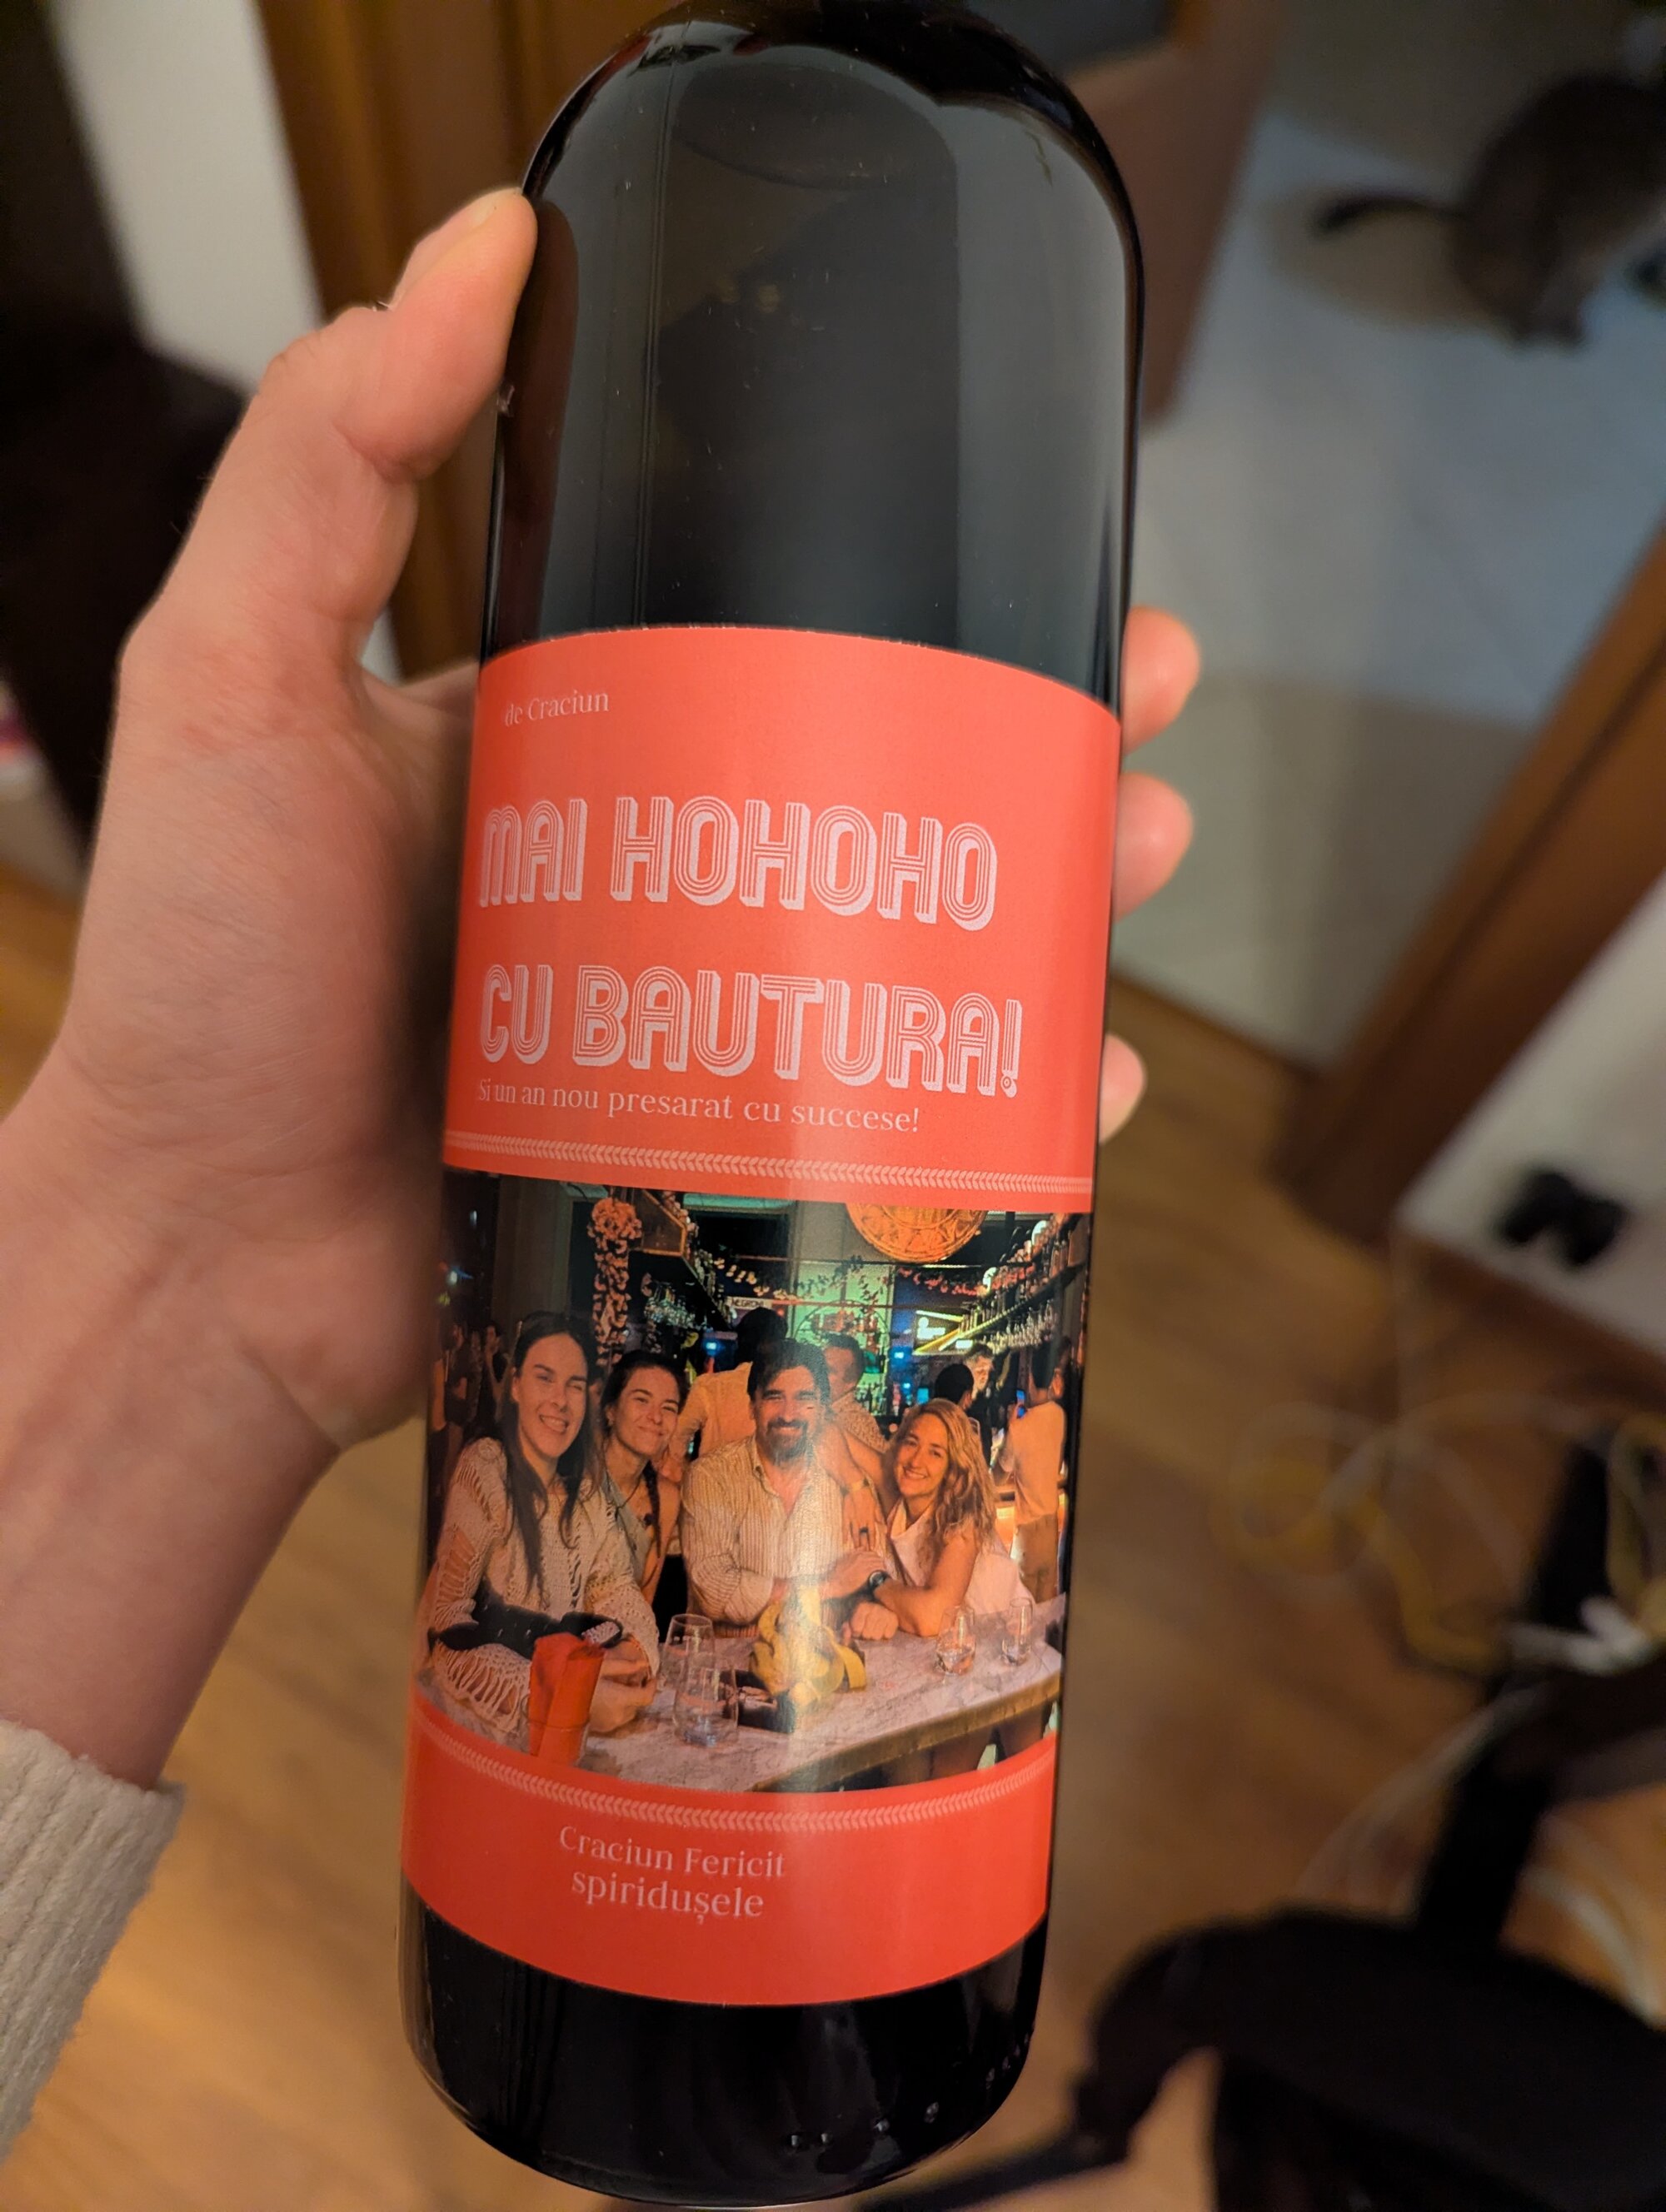 de Craciun
MAI HOHOHO
CU BAUTURA!
Si un an nou presarat cu succese!
Craciun Fericit
spiridușele